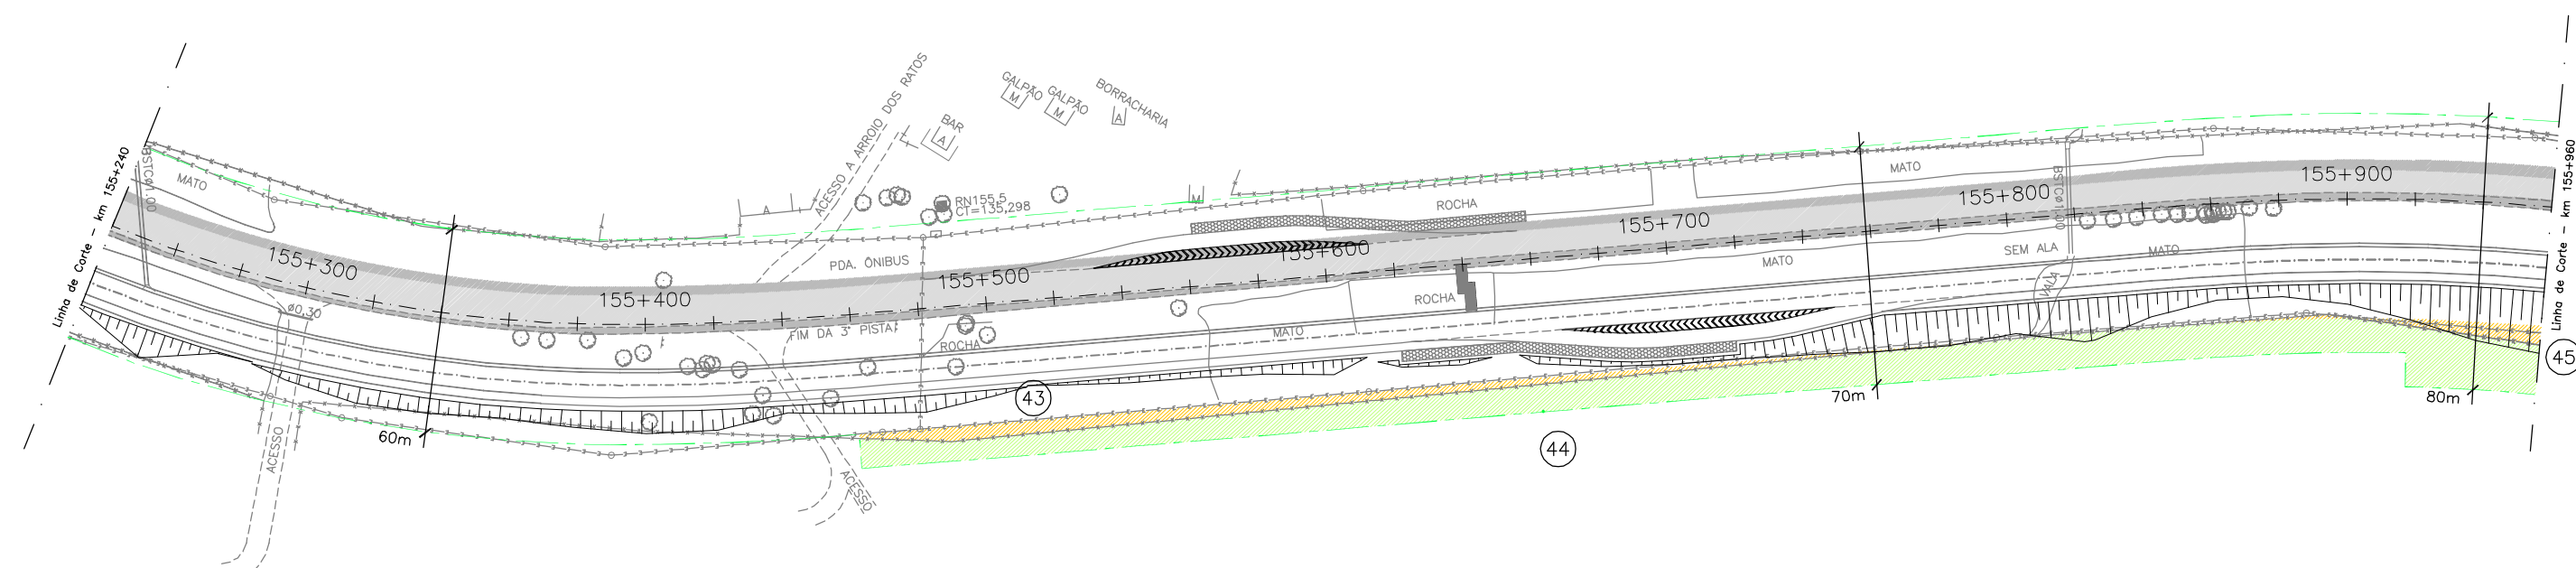 Linha de Corte - km 155+240
BSTCø1.00
MATO
155+300
ø0,30
ACESSO
60m
155+400
A
ACESSO A ARROIO DOS RATOS
BAR
A
GALPÃO
M
GALPÃO
M
BORRACHARIA
A
RN155.5
CT=135,298
PDA. ÔNIBUS
FIM DA 3ª PISTA
ACESSO
155+500
ROCHA
43
M
155+600
ROCHA
MATO
ROCHA
44
155+700
MATO
70m
MATO
155+800
BSTCø1.00
SEM ALA
VALA
MATO
155+900
80m
Linha de Corte - km 155+960
45